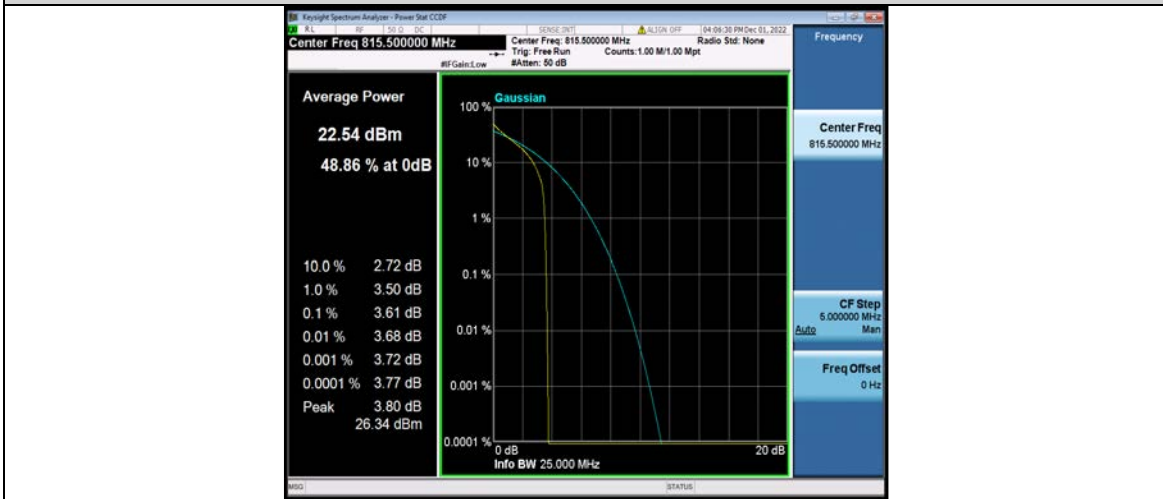 Keysight Spectrum Analyzer - Power Stat CCDF
RL RF 50 Ω DC SENSE:INT ALIGN OFF 04:06:30 PM Dec 01, 2022
Center Freq 815.500000 MHz
Center Freq: 815.500000 MHz Radio Std: None
Trig: Free Run Counts:1.00 M/1.00 Mpt
#IFGain:Low #Atten: 50 dB
Frequency
Average Power
22.54 dBm
48.86 % at 0dB
10.0 % 2.72 dB
1.0 % 3.50 dB
0.1 % 3.61 dB
0.01 % 3.68 dB
0.001 % 3.72 dB
0.0001 % 3.77 dB
Peak 3.80 dB
26.34 dBm
Gaussian
100 %
10 %
1 %
0.1 %
0.01 %
0.001 %
0.0001 %
0 dB 20 dB
Info BW 25.000 MHz
Center Freq
815.500000 MHz
CF Step
5.000000 MHz
Auto Man
Freq Offset
0 Hz
MSG STATUS